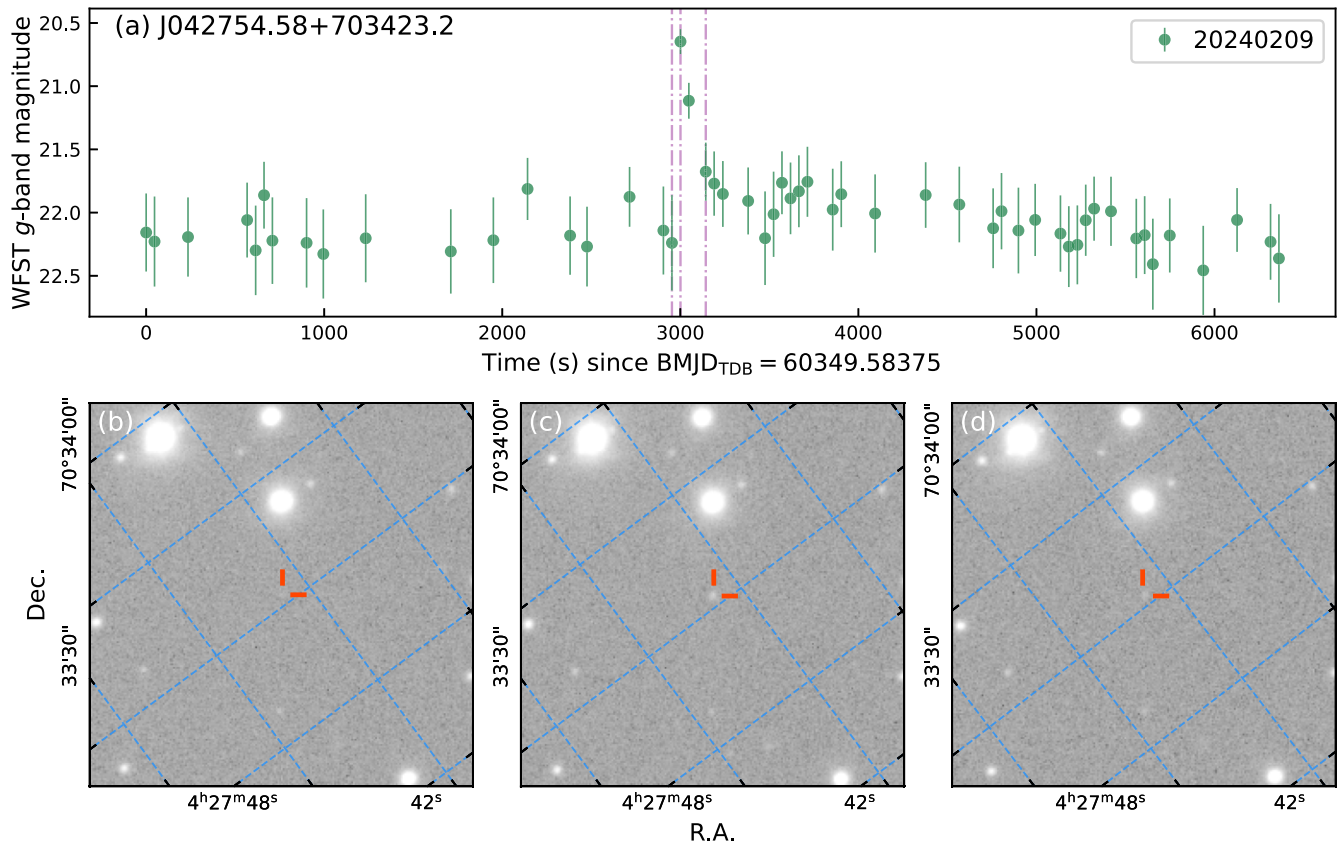 (a) J042754.58+703423.2
20240209
WFST g-band magnitude
20.5
21.0
21.5
22.0
22.5
0
1000
2000
3000
4000
5000
6000
Time (s) since BMJD_TDB = 60349.58375
(b)
(c)
(d)
Dec.
70°34'00"
33'30"
70°34'00"
33'30"
70°34'00"
33'30"
4ʰ27ᵐ48ˢ
42ˢ
4ʰ27ᵐ48ˢ
42ˢ
4ʰ27ᵐ48ˢ
42ˢ
R.A.